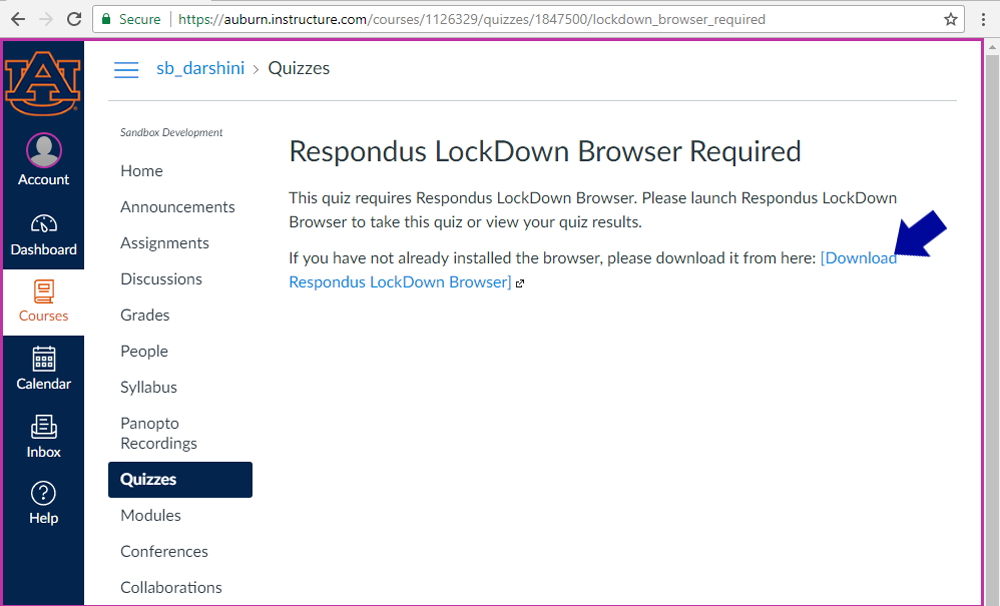 Secure https://auburn.instructure.com/courses/1126329/quizzes/1847500/lockdown_browser_required
AU
Account
Dashboard
Courses
Calendar
Inbox
Help
sb_darshini > Quizzes
Sandbox Development
Home
Announcements
Assignments
Discussions
Grades
People
Syllabus
Panopto
Recordings
Quizzes
Modules
Conferences
Collaborations
Respondus LockDown Browser Required
This quiz requires Respondus LockDown Browser. Please launch Respondus LockDown
Browser to take this quiz or view your quiz results.
If you have not already installed the browser, please download it from here: [Download
Respondus LockDown Browser]